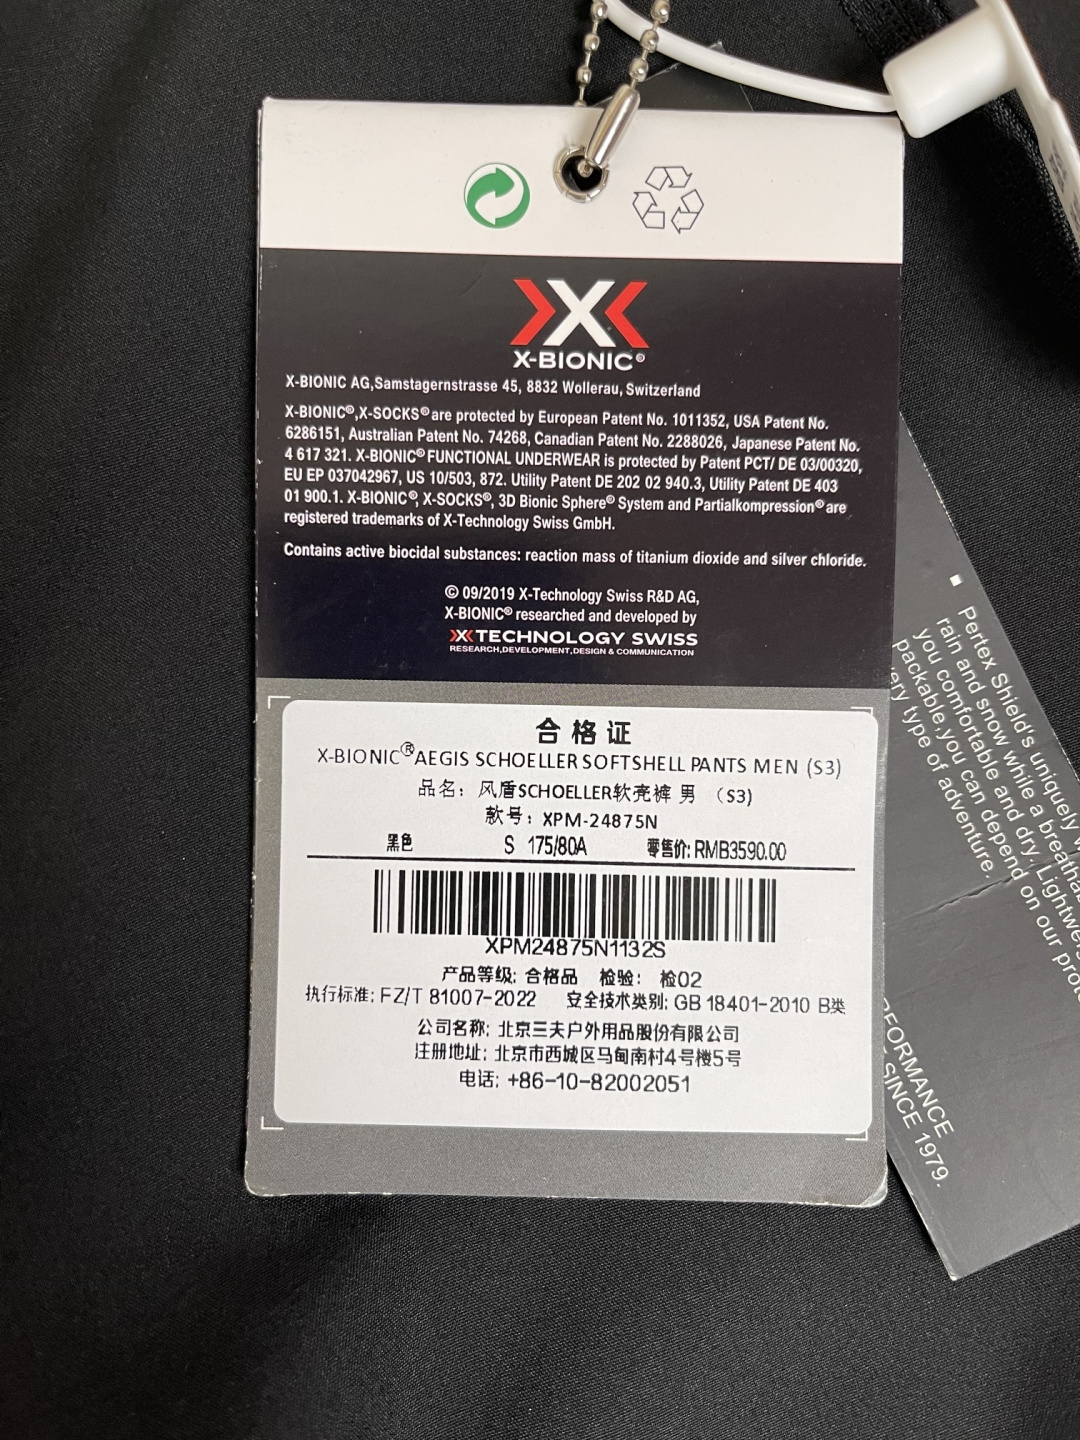 X-BIONIC®
X-BIONIC AG,Samstagernstrasse 45, 8832 Wollerau, Switzerland
X-BIONIC®,X-SOCKS® are protected by European Patent No. 1011352, USA Patent No.
6286151, Australian Patent No. 74268, Canadian Patent No. 2288026, Japanese Patent No.
4 617 321. X-BIONIC® FUNCTIONAL UNDERWEAR is protected by Patent PCT/ DE 03/00320,
EU EP 037042967, US 10/503, 872. Utility Patent DE 202 02 940.3, Utility Patent DE 403
01 900.1. X-BIONIC®, X-SOCKS®, 3D Bionic Sphere® System and Partialkompression® are
registered trademarks of X-Technology Swiss GmbH.
Contains active biocidal substances: reaction mass of titanium dioxide and silver chloride.
© 09/2019 X-Technology Swiss R&D AG,
X-BIONIC® researched and developed by
X TECHNOLOGY SWISS
RESEARCH,DEVELOPMENT,DESIGN & COMMUNICATION
合格证
X-BIONIC®AEGIS SCHOELLER SOFTSHELL PANTS MEN (S3)
品名：风盾SCHOELLER软壳裤 男 （S3)
款号：XPM-24875N
黑色 S 175/80A 零售价: RMB3590.00
XPM24875N1132S
产品等级: 合格品 检验: 检02
执行标准: FZ/T 81007-2022 安全技术类别: GB 18401-2010 B类
公司名称: 北京三夫户外用品股份有限公司
注册地址: 北京市西城区马甸南村4号楼5号
电话: +86-10-82002051
Pertex Shield's uniquely
rain and snow while a
you comfortable and dry. Lightweight
packable, you can depend on our
type of adventure.
SINCE 1979.